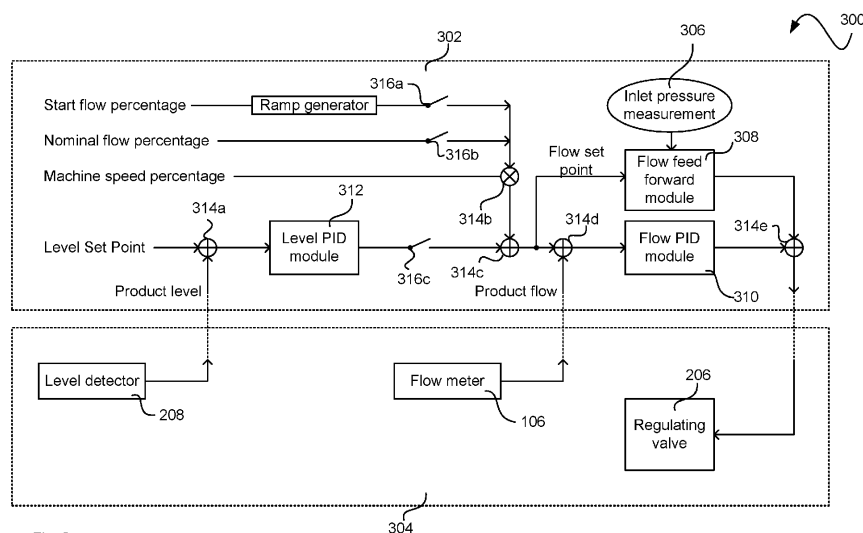 300
302
306
316a
Start flow percentage
Ramp generator
Inlet pressure
measurement
Nominal flow percentage
316b
Flow set
point
308
Flow feed
forward
module
Machine speed percentage
312
314b
314a
314d
314e
Level Set Point
Level PID
module
314c
Flow PID
module
316c
Product level
Product flow
310
Level detector
208
Flow meter
106
206
Regulating
valve
304